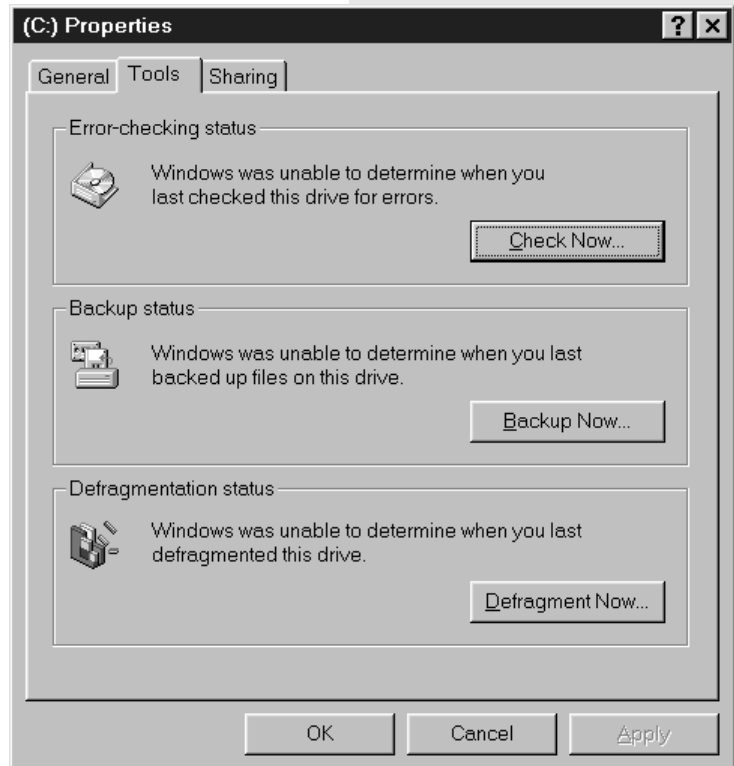 (C:) Properties
General Tools Sharing
Error-checking status
Windows was unable to determine when you
last checked this drive for errors.
Check Now...
Backup status
Windows was unable to determine when you last
backed up files on this drive.
Backup Now...
Defragmentation status
Windows was unable to determine when you last
defragmented this drive.
Defragment Now...
OK Cancel Apply